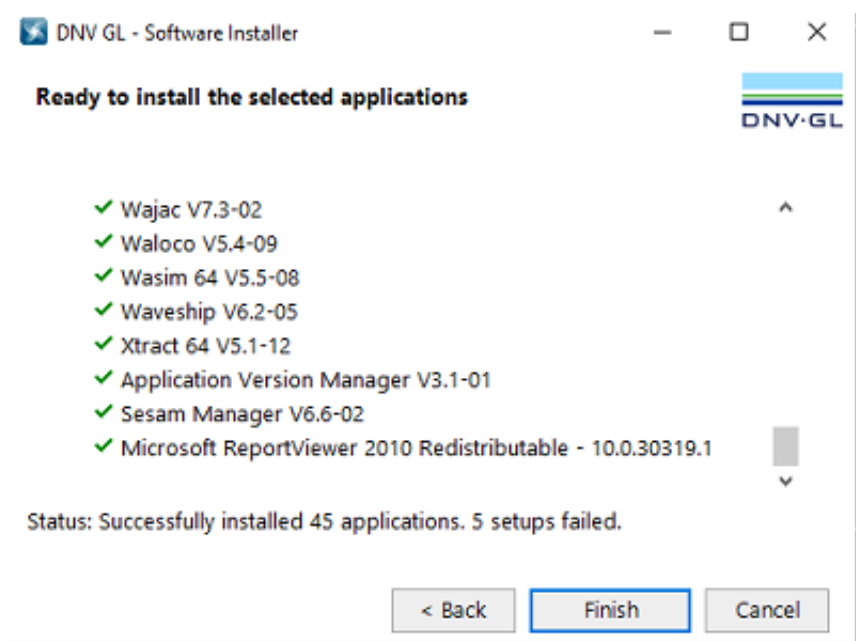 DNV GL - Software Installer
Ready to install the selected applications
DNV·GL
Wajac V7.3-02
Waloco V5.4-09
Wasim 64 V5.5-08
Waveship V6.2-05
Xtract 64 V5.1-12
Application Version Manager V3.1-01
Sesam Manager V6.6-02
Microsoft ReportViewer 2010 Redistributable - 10.0.30319.1
Status: Successfully installed 45 applications. 5 setups failed.
< Back Finish Cancel